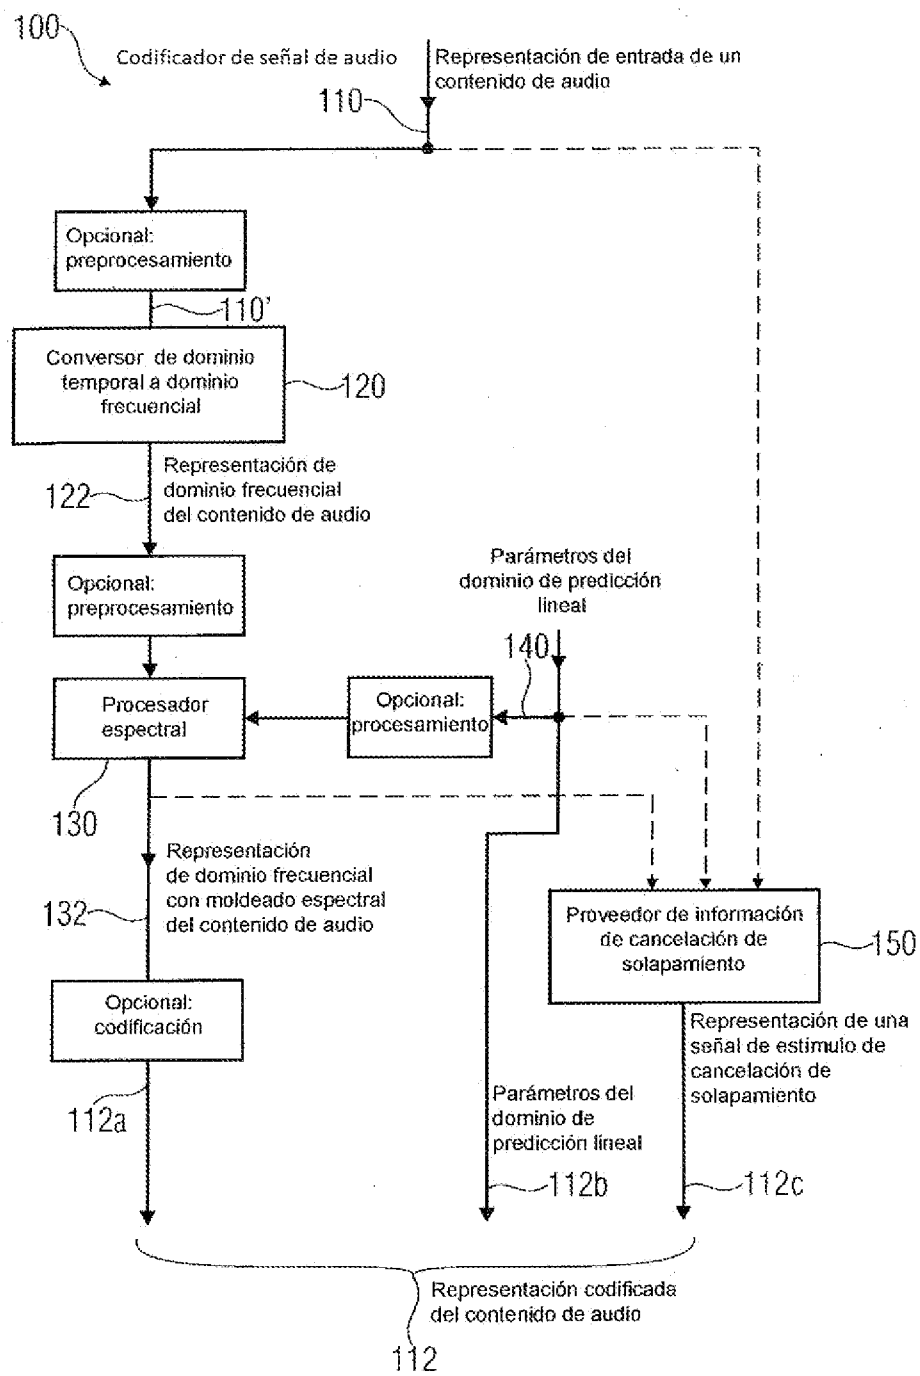 100
Codificador de señal de audio
Representación de entrada de un
contenido de audio
110
Opcional:
preprocesamiento
110'
Conversor de dominio
temporal a dominio
frecuencial
120
Representación de
dominio frecuencial
del contenido de audio
122
Opcional:
preprocesamiento
Parámetros del
dominio de predicción
lineal
140
Procesador
espectral
Opcional:
procesamiento
130
Representación
de dominio frecuencial
con moldeado espectral
del contenido de audio
132
Proveedor de información
de cancelación de
solapamiento
150
Opcional:
codificación
Representación de una
señal de estimulo de
cancelación de
solapamiento
112a
Parámetros del
dominio de
predicción lineal
112b
112c
Representación codificada
del contenido de audio
112